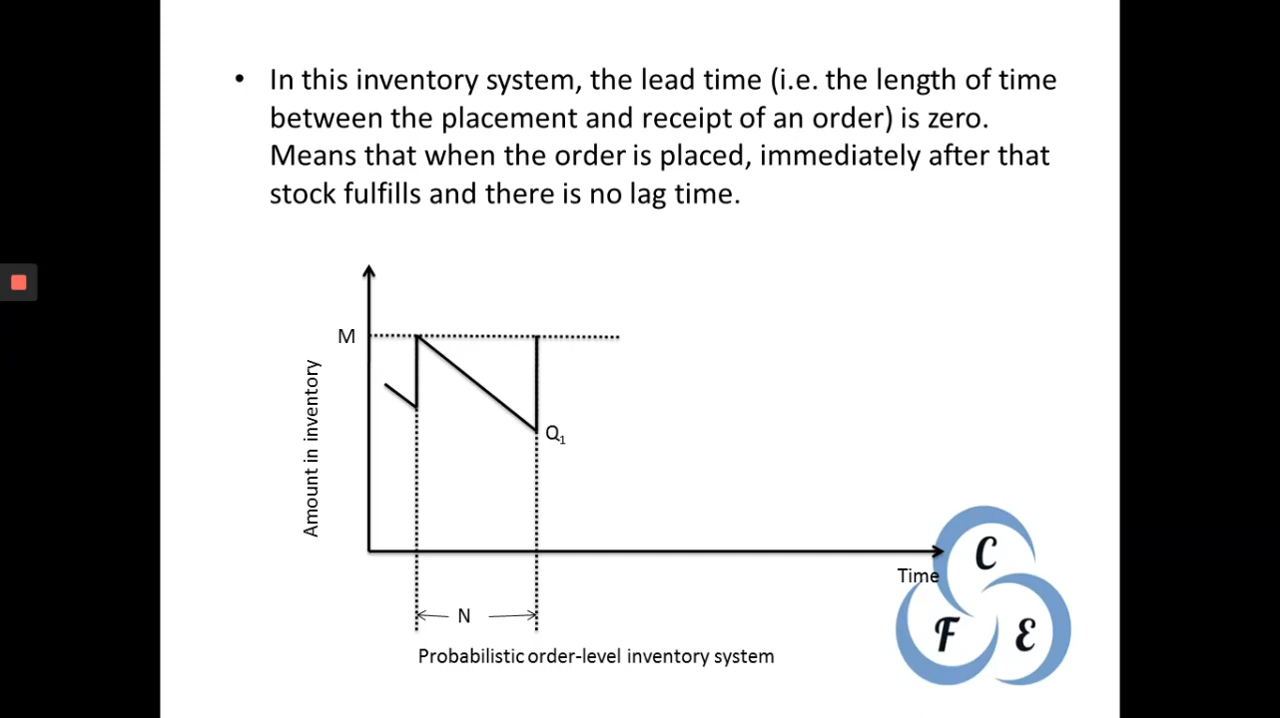 • In this inventory system, the lead time (i.e. the length of time
between the placement and receipt of an order) is zero.
Means that when the order is placed, immediately after that
stock fulfills and there is no lag time.
M
Amount in inventory
Q1
Time
N
Probabilistic order-level inventory system
C
F E